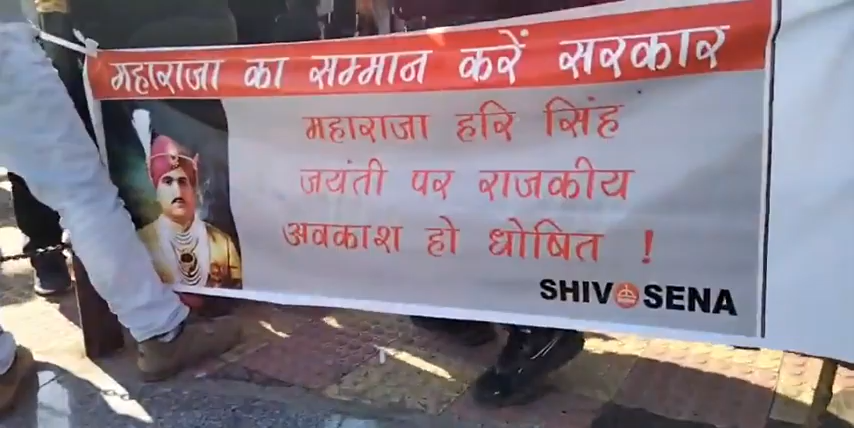 महाराजा का सम्मान करें सरकार
महाराजा हरि सिंह
जयंती पर राजकीय
अवकाश हो धोषित !
SHIV SENA